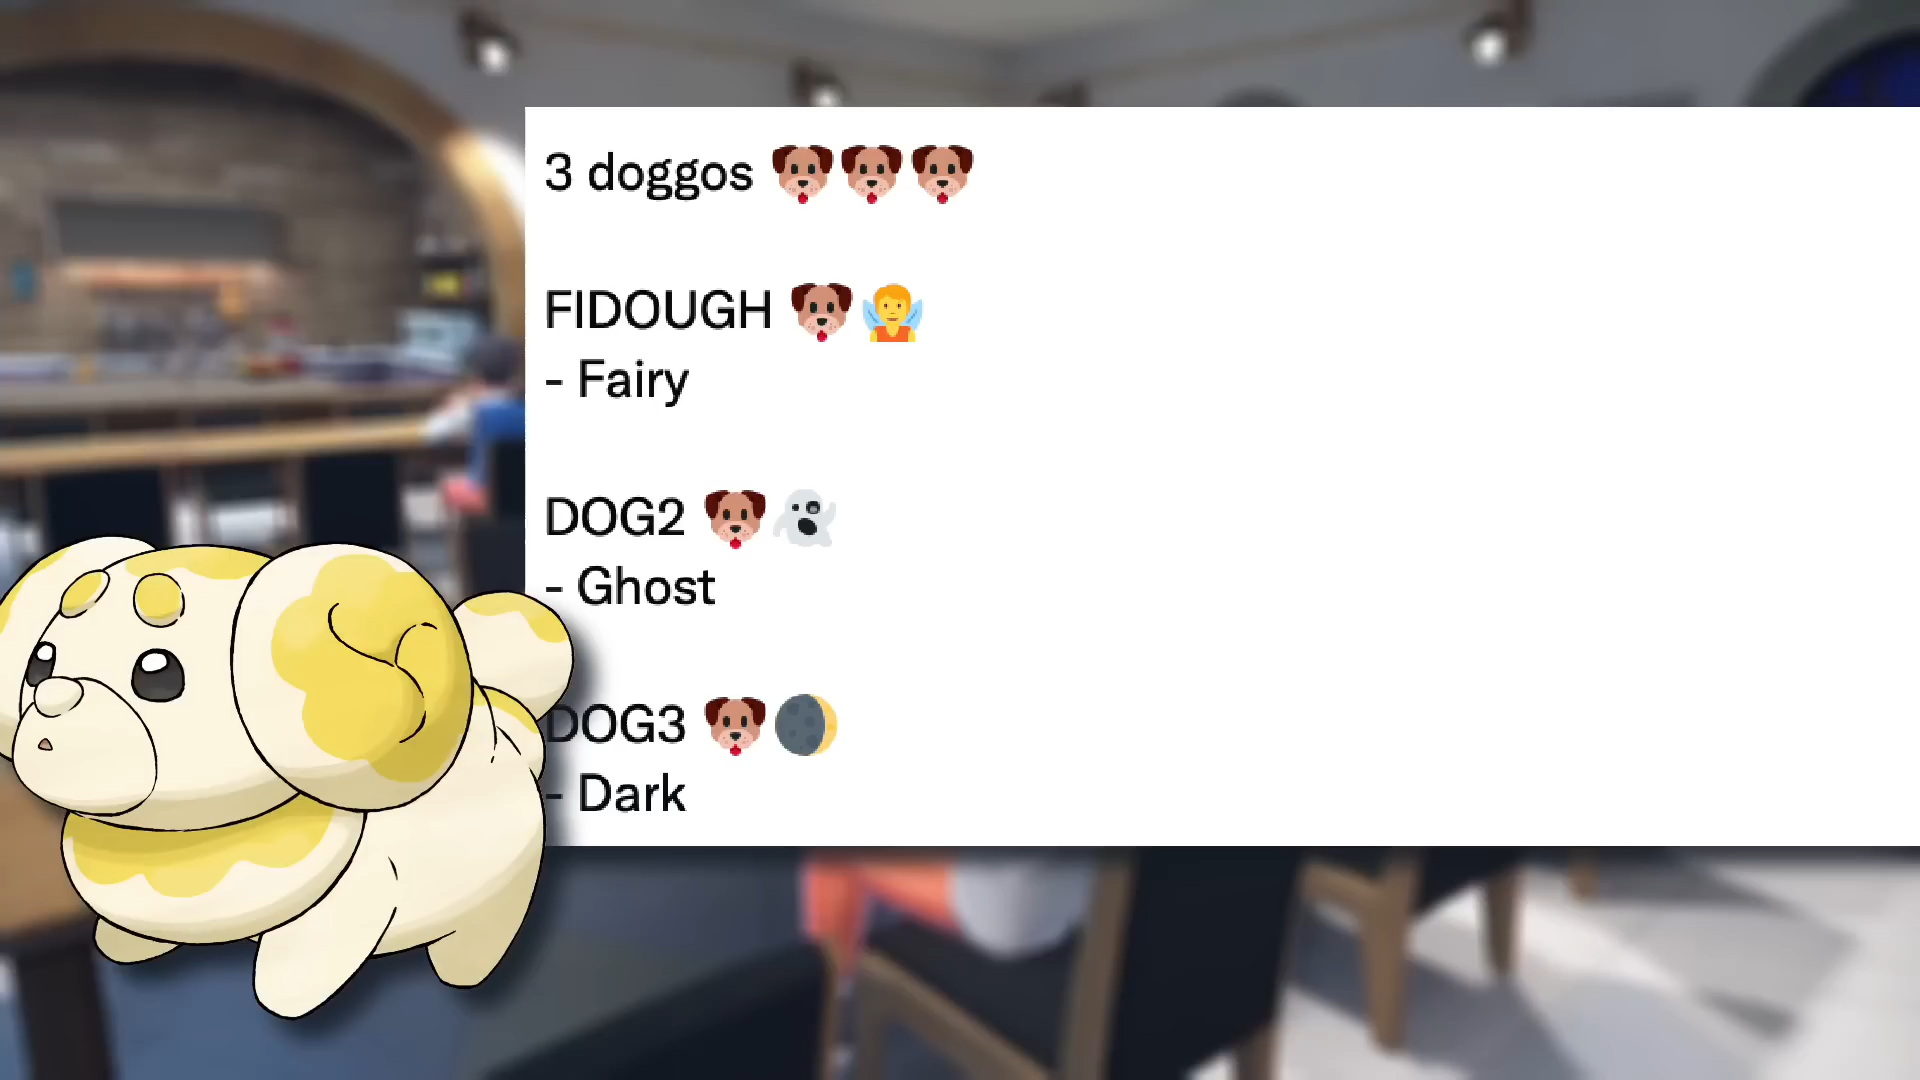 3 doggos 🐶🐶🐶
FIDOUGH 🐶🧚
- Fairy
DOG2 🐶👻
- Ghost
DOG3 🐶🌒
- Dark